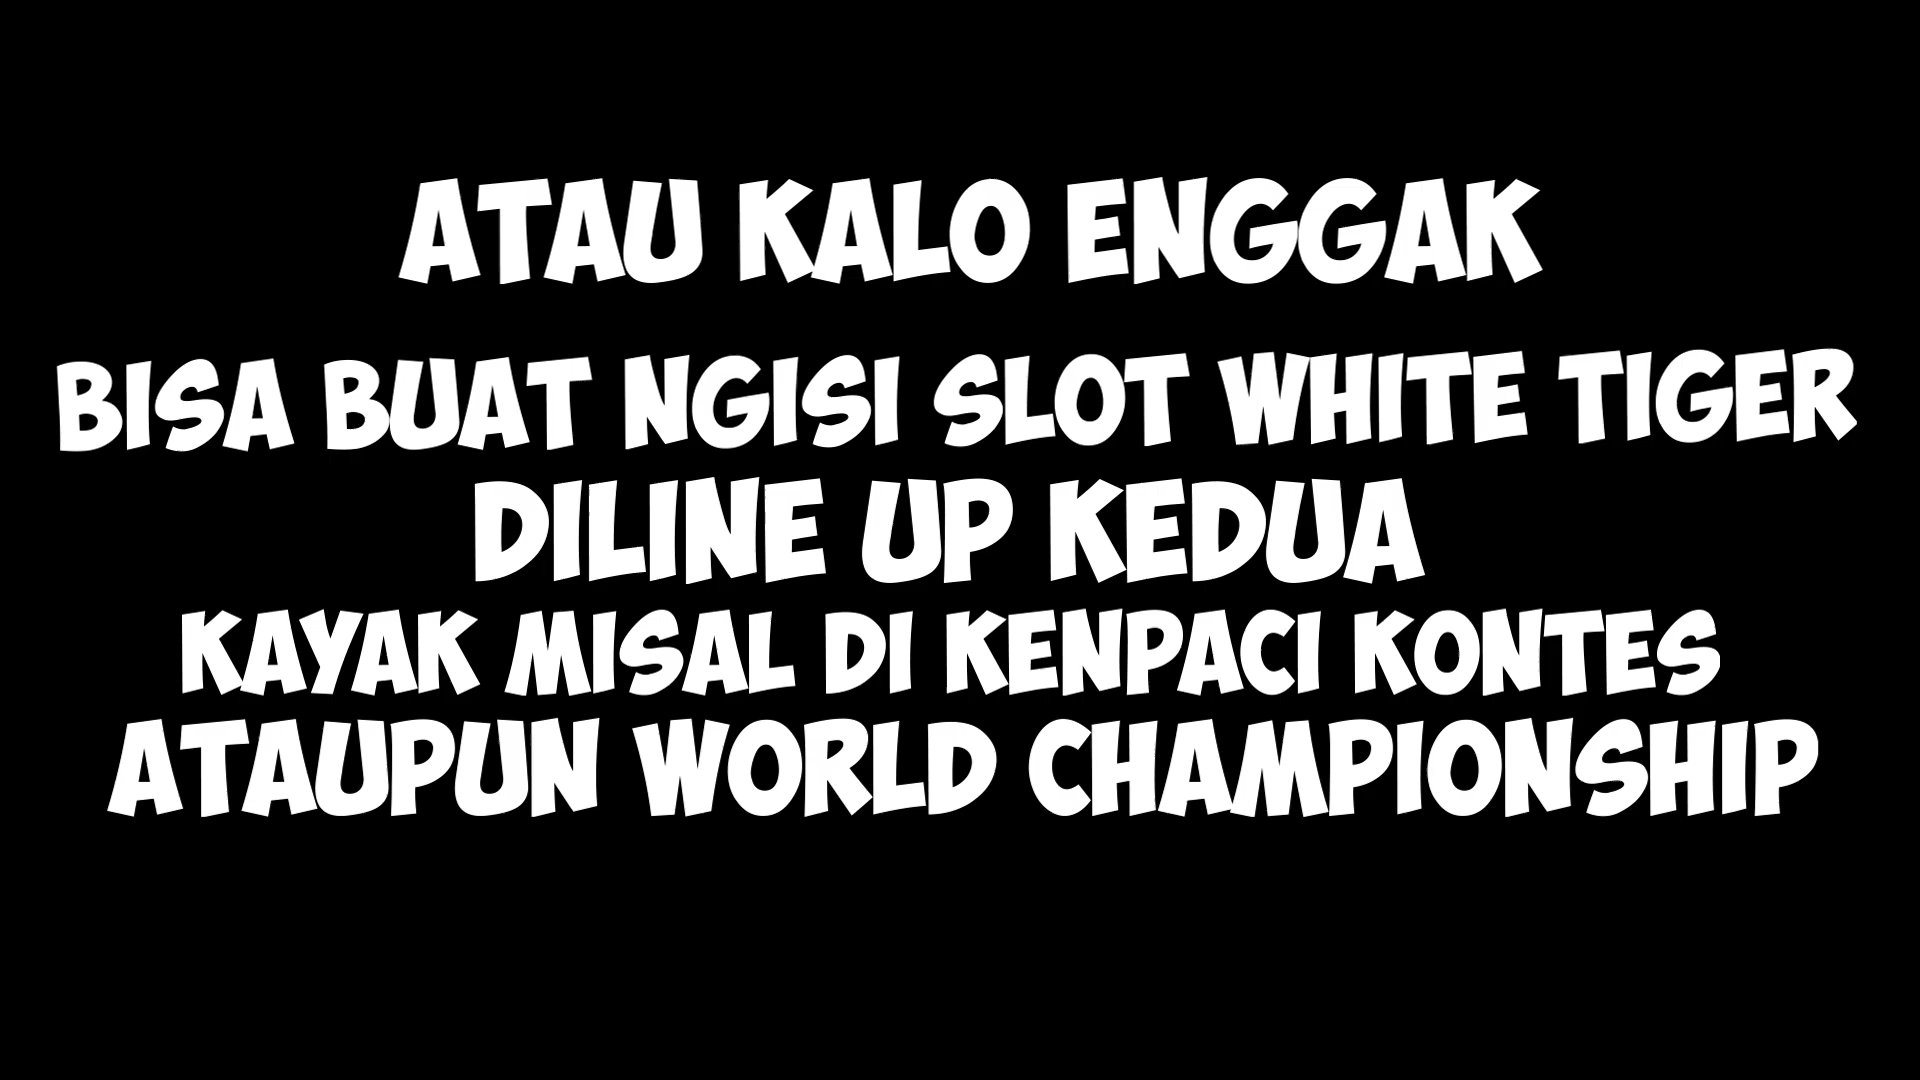 ATAU KALO ENGGAK
BISA BUAT NGISI SLOT WHITE TIGER
DILINE UP KEDUA
KAYAK MISAL DI KENPACI KONTES
ATAUPUN WORLD CHAMPIONSHIP